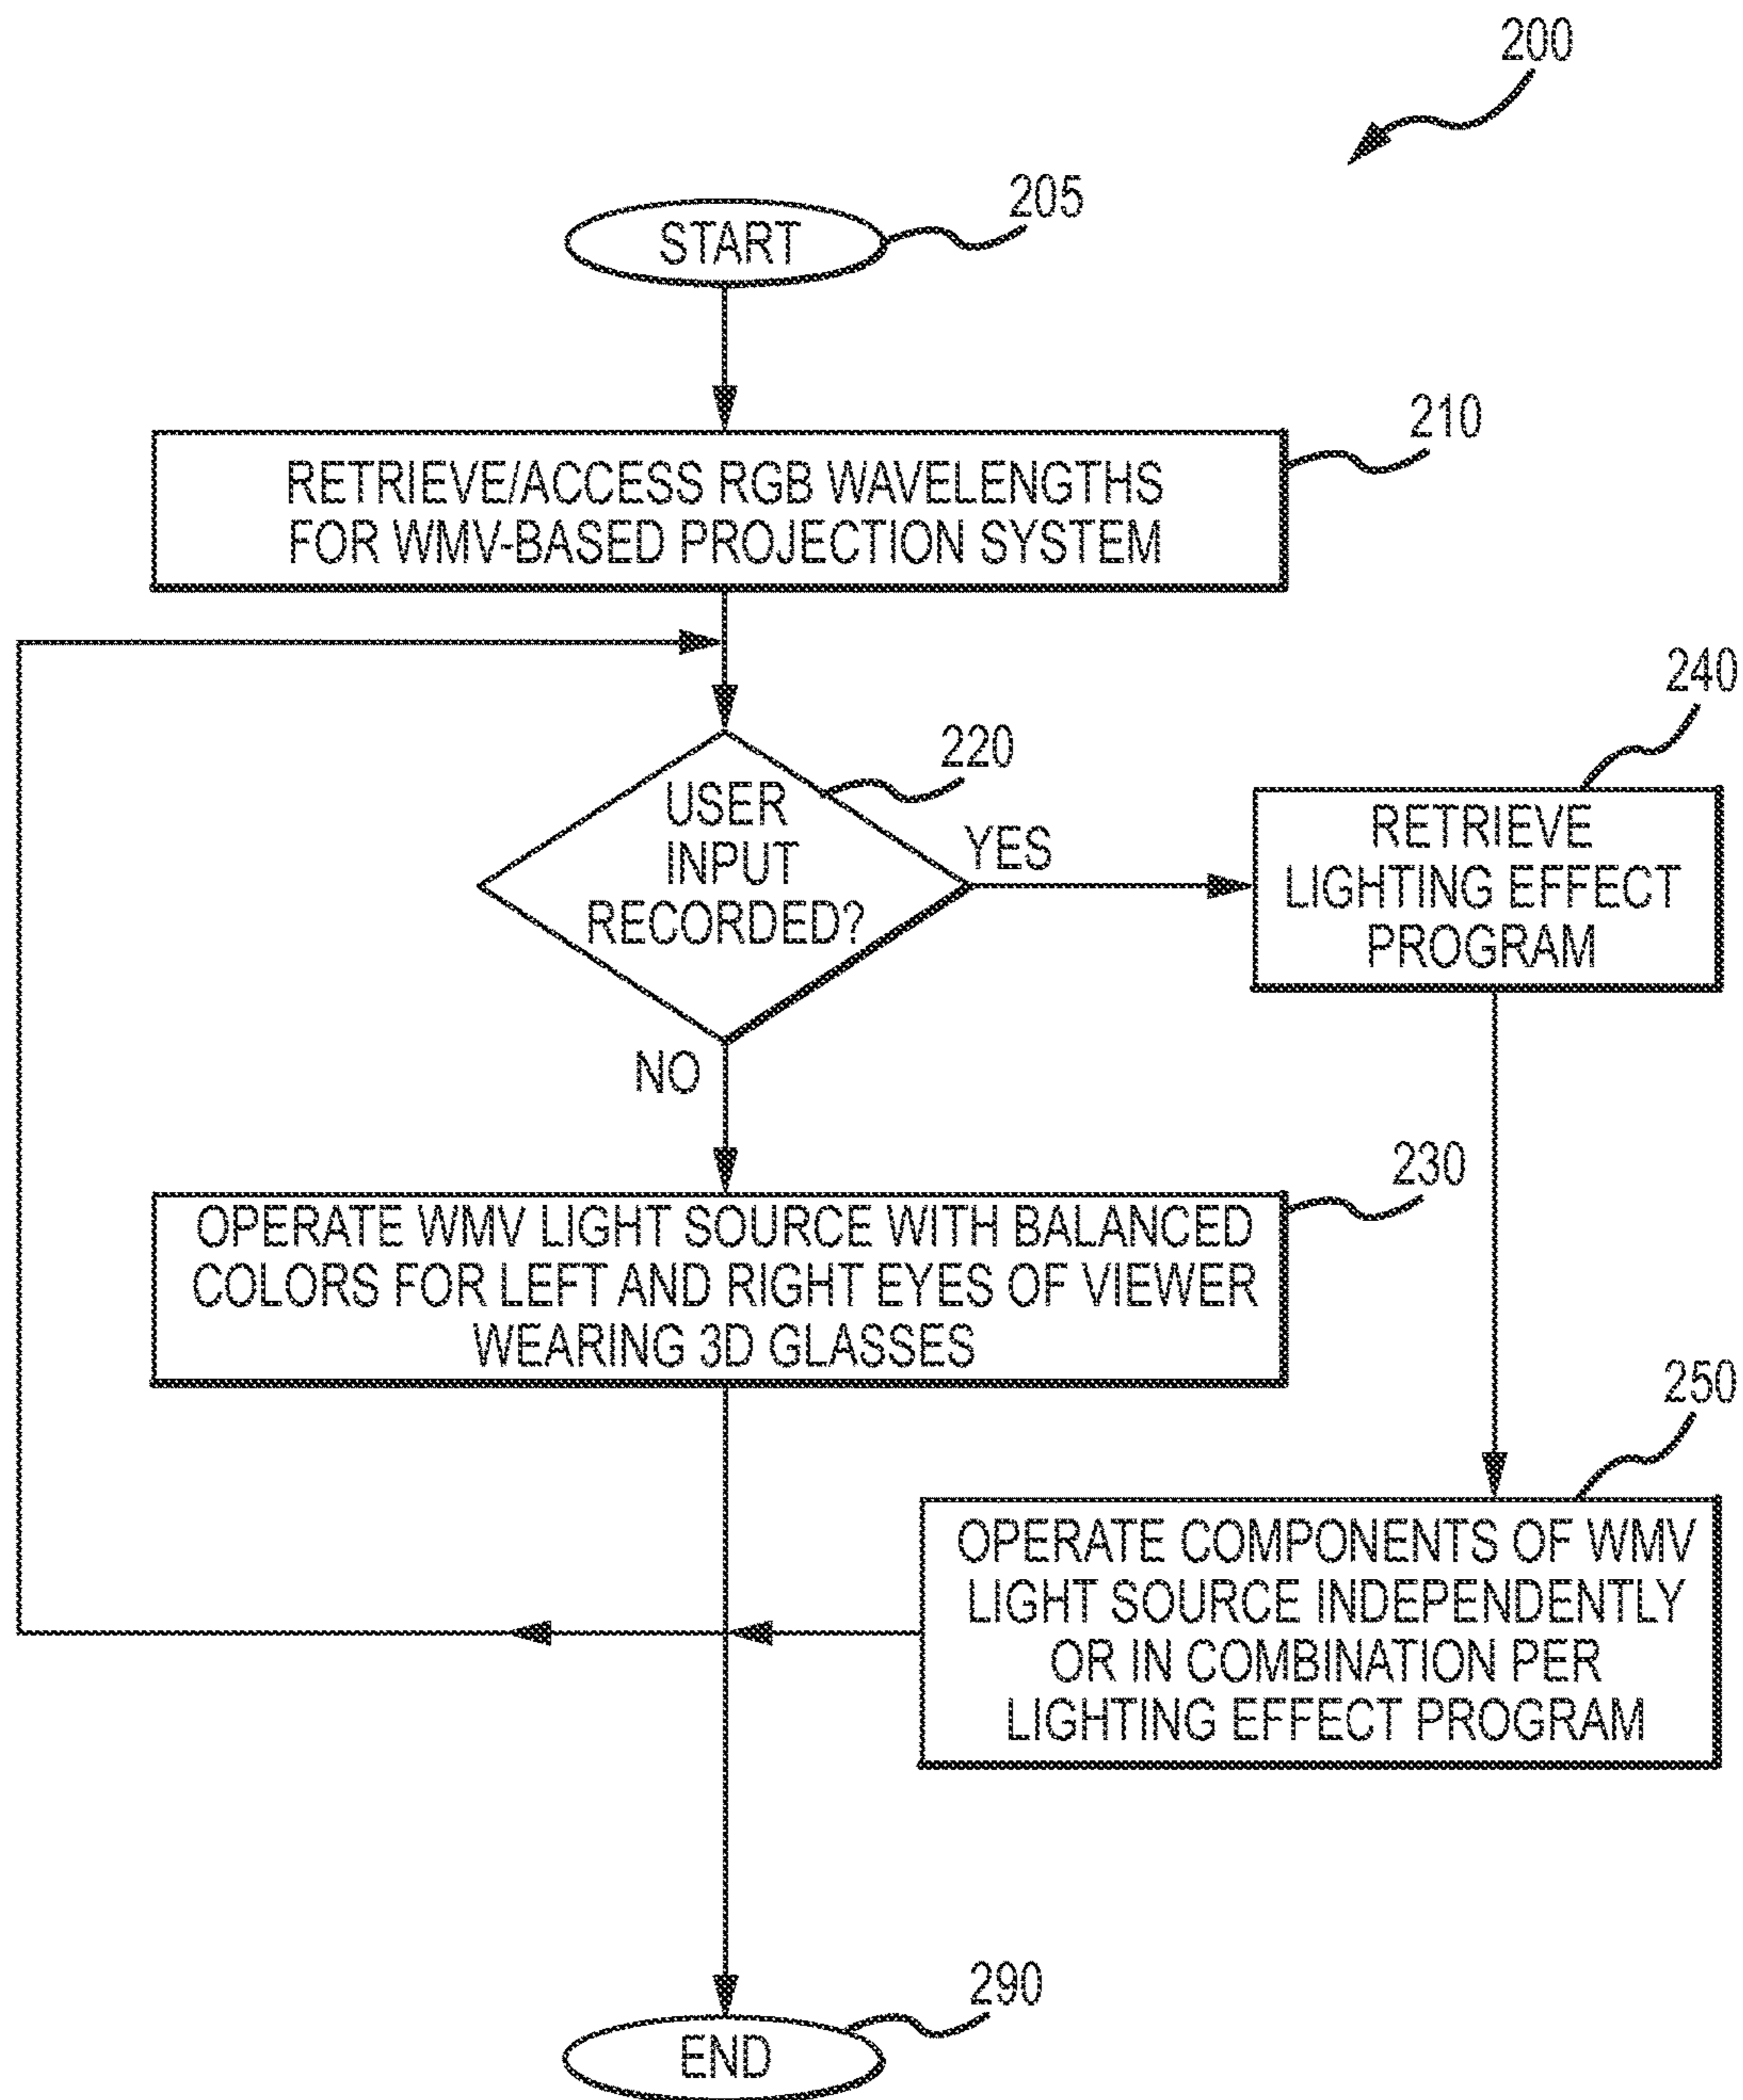 200
START
205
RETRIEVE/ACCESS RGB WAVELENGTHS
FOR WMV-BASED PROJECTION SYSTEM
210
USER
INPUT
RECORDED?
220
YES
NO
RETRIEVE
LIGHTING EFFECT
PROGRAM
240
OPERATE WMV LIGHT SOURCE WITH BALANCED
COLORS FOR LEFT AND RIGHT EYES OF VIEWER
WEARING 3D GLASSES
230
OPERATE COMPONENTS OF WMV
LIGHT SOURCE INDEPENDENTLY
OR IN COMBINATION PER
LIGHTING EFFECT PROGRAM
250
END
290